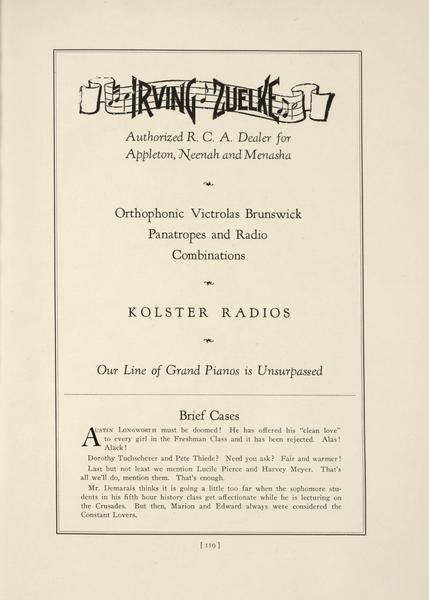 IRVING ZUELKE
Authorized R. C. A. Dealer for
Appleton, Neenah and Menasha
Orthophonic Victrolas Brunswick
Panatropes and Radio
Combinations
KOLSTER RADIOS
Our Line of Grand Pianos is Unsurpassed
Brief Cases
AUSTIN LONGWORTH must be doomed! He has offered his "clean love"
to every girl in the Freshman Class and it has been rejected. Alas!
Alack!
Dorothy Tuchscherer and Pete Thiede? Need you ask? Fair and warmer!
Last but not least we mention Lucile Pierce and Harvey Meyer. That's
all we'll do, mention them. That's enough.
Mr. Demarais thinks it is going a little too far when the sophomore stu-
dents in his fifth hour history class get affectionate while he is lecturing on
the Crusades. But then, Marion and Edward always were considered the
Constant Lovers.
[ 119 ]